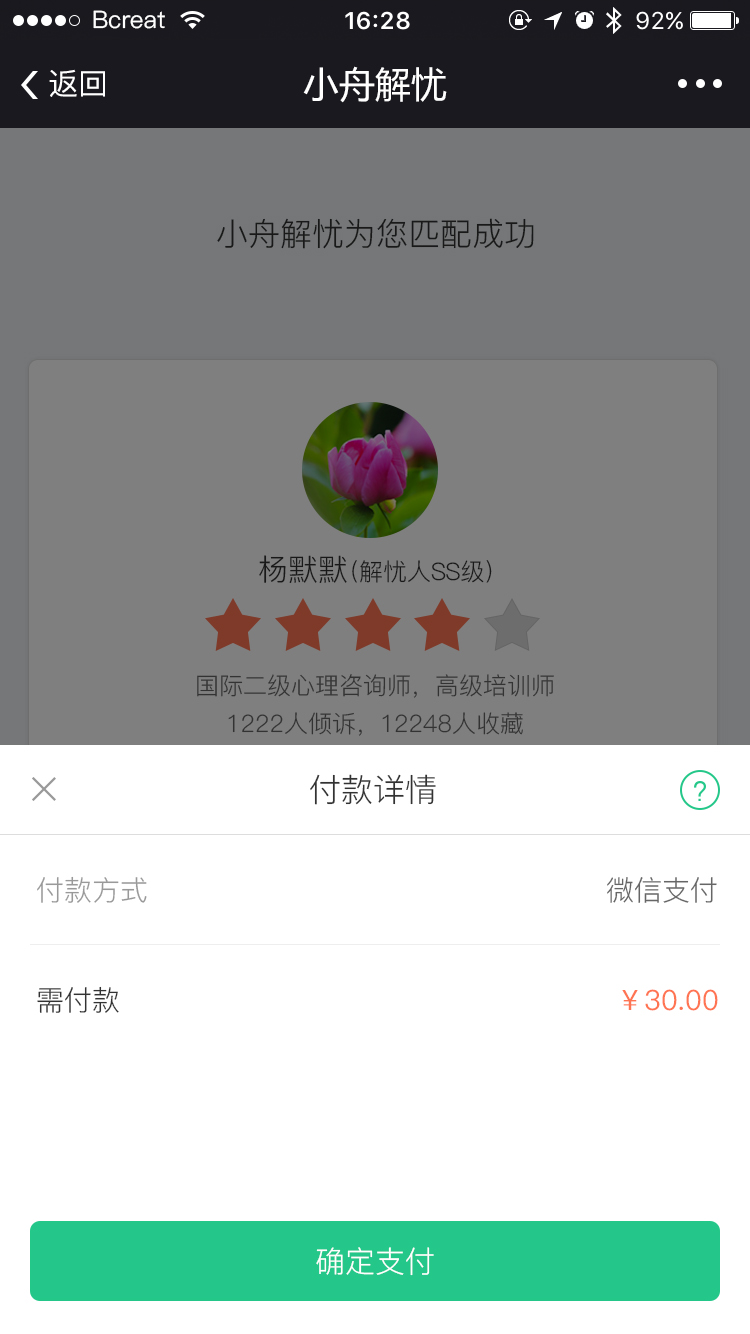 Bcreat 16:28 92%
返回 小舟解忧
小舟解忧为您匹配成功
杨默默(解忧人SS级)
国际二级心理咨询师，高级培训师
1222人倾诉，12248人收藏
付款详情 ?
付款方式 微信支付
需付款 ¥30.00
确定支付